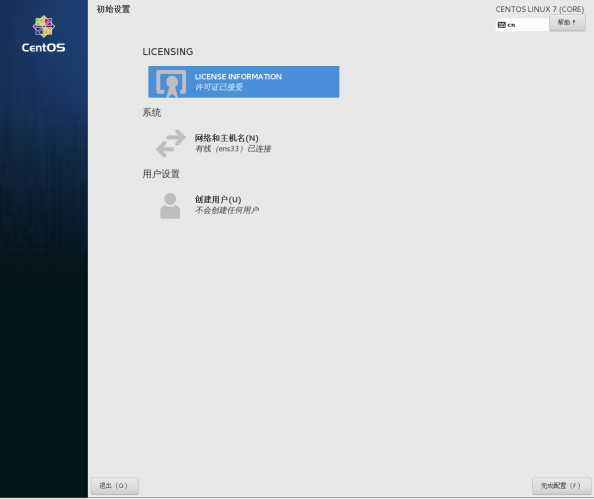 初始设置
CENTOS LINUX 7 (CORE)
cn
帮助！
CentOS
LICENSING
LICENSE INFORMATION
许可证已接受
系统
网络和主机名(N)
有线（ens33）已连接
用户设置
创建用户(U)
不会创建任何用户
退出（Q）
完成配置（F）